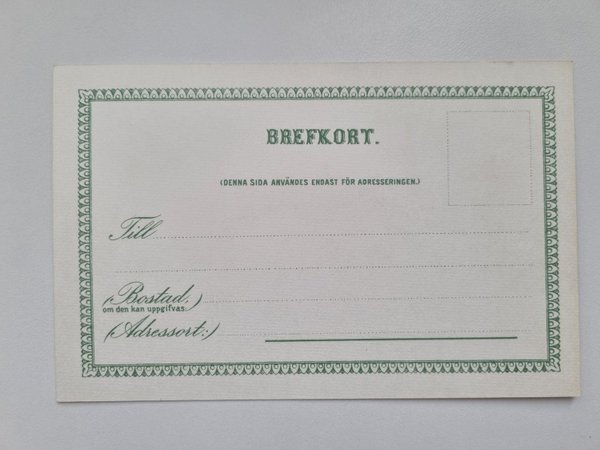 BREFKORT.
(DENNA SIDA ANVÄNDES ENDAST FÖR ADRESSERINGEN.)
Till
(Bostad,)
om den kan uppgifvas
(Adressort:)